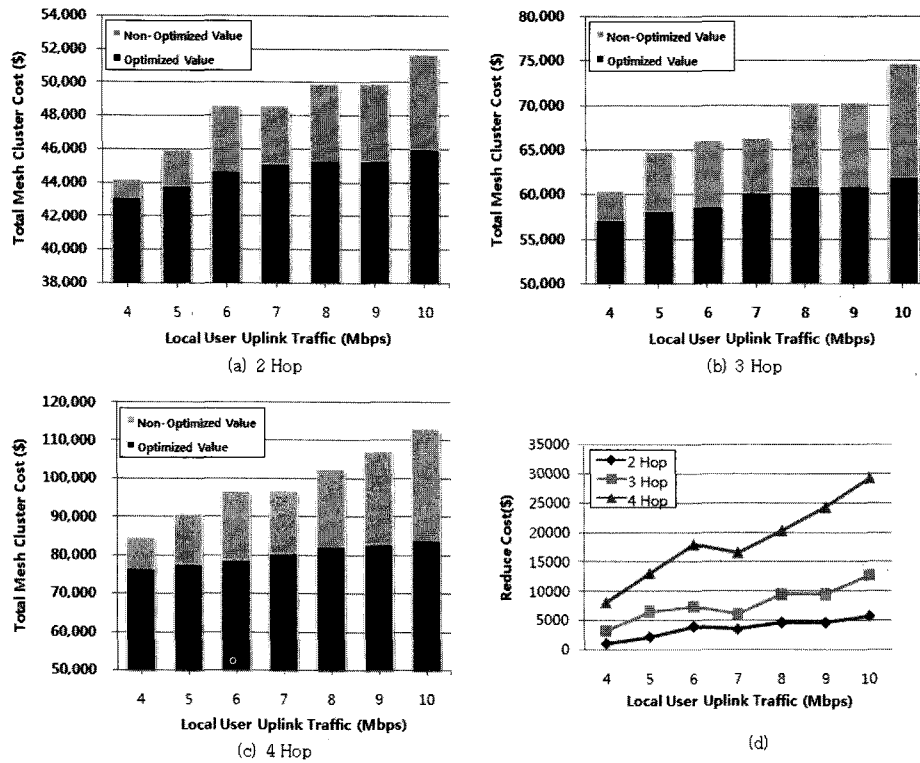 54,000
52,000
50,000
48,000
46,000
44,000
42,000
40,000
38,000
Total Mesh Cluster Cost ($)
Non-Optimized Value
Optimized Value
4 5 6 7 8 9 10
Local User Uplink Traffic (Mbps)
(a) 2 Hop
80,000
75,000
70,000
65,000
60,000
55,000
50,000
Total Mesh Cluster Cost ($)
Non-Optimized Value
Optimized Value
4 5 6 7 8 9 10
Local User Uplink Traffic (Mbps)
(b) 3 Hop
120,000
110,000
100,000
90,000
80,000
70,000
60,000
50,000
Total Mesh Cluster Cost ($)
Non-Optimized Value
Optimized Value
4 5 6 7 8 9 10
Local User Uplink Traffic (Mbps)
(c) 4 Hop
35000
30000
25000
20000
15000
10000
5000
0
Reduce Cost($)
2 Hop
3 Hop
4 Hop
4 5 6 7 8 9 10
Local User Uplink Traffic (Mbps)
(d)